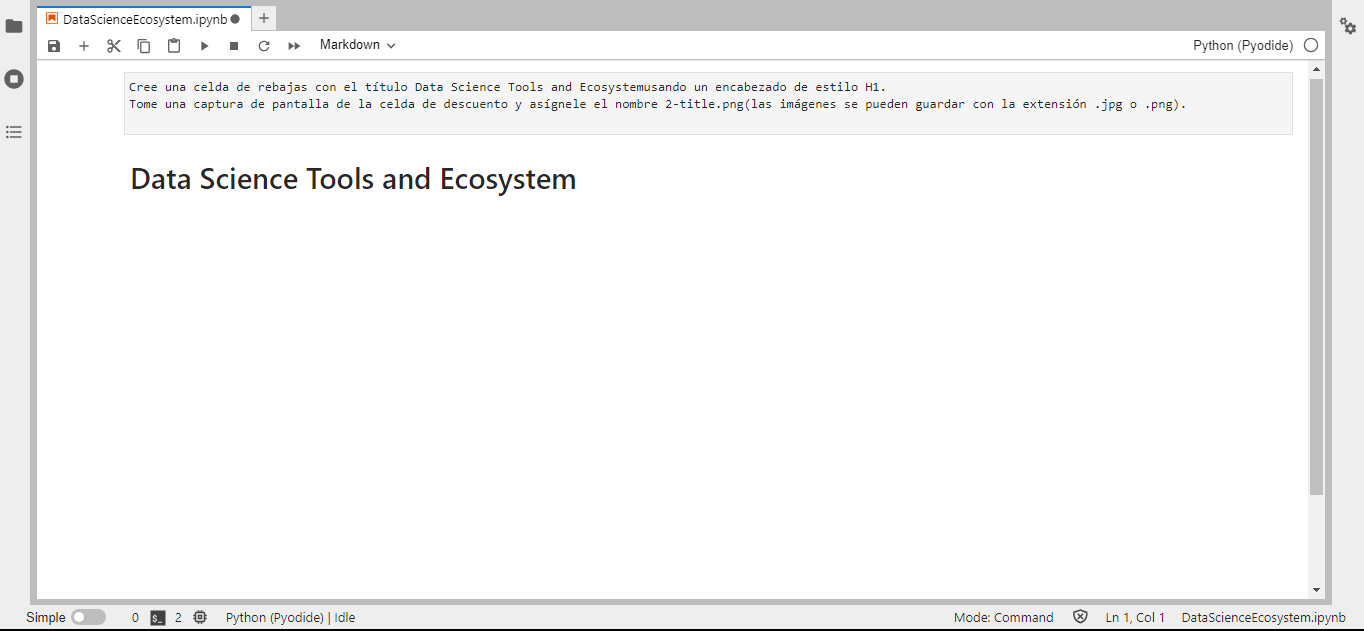 DataScienceEcosystem.ipynb
Markdown
Python (Pyodide)
Cree una celda de rebajas con el título Data Science Tools and Ecosystemusando un encabezado de estilo H1.
Tome una captura de pantalla de la celda de descuento y asígnele el nombre 2-title.png(las imágenes se pueden guardar con la extensión .jpg o .png).
Data Science Tools and Ecosystem
Simple 0 $_ 2 Python (Pyodide) | Idle Mode: Command Ln 1, Col 1 DataScienceEcosystem.ipynb